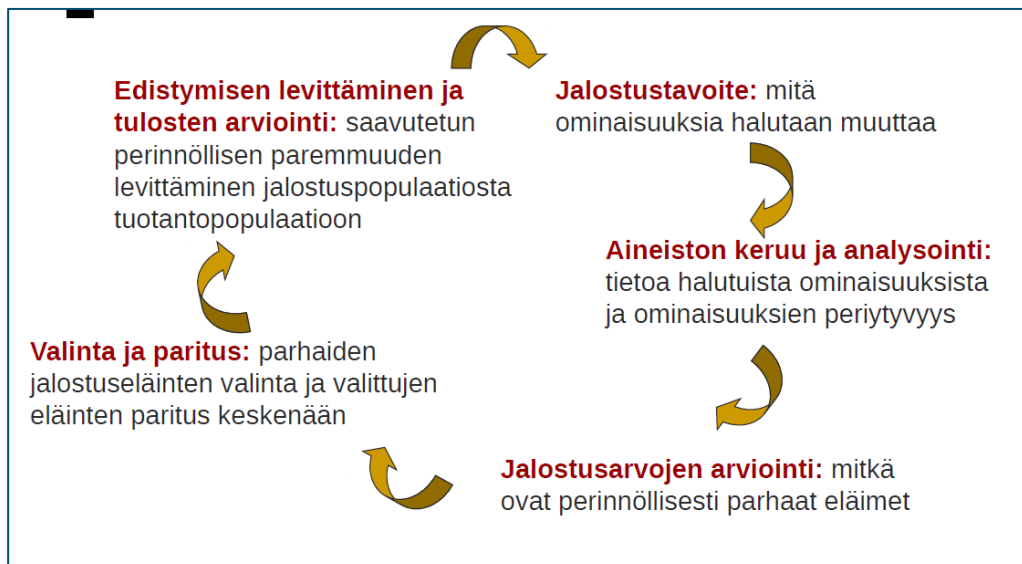 Edistymisen levittäminen ja
tulosten arviointi: saavutetun
perinnöllisen paremmuuden
levittäminen jalostuspopulaatiosta
tuotantopopulaatioon
Jalostustavoite: mitä
ominaisuuksia halutaan muuttaa
Aineiston keruu ja analysointi:
tietoa halutuista ominaisuuksista
ja ominaisuuksien periytyvyys
Jalostusarvojen arviointi: mitkä
ovat perinnöllisesti parhaat eläimet
Valinta ja paritus: parhaiden
jalostuseläinten valinta ja valittujen
eläinten paritus keskenään